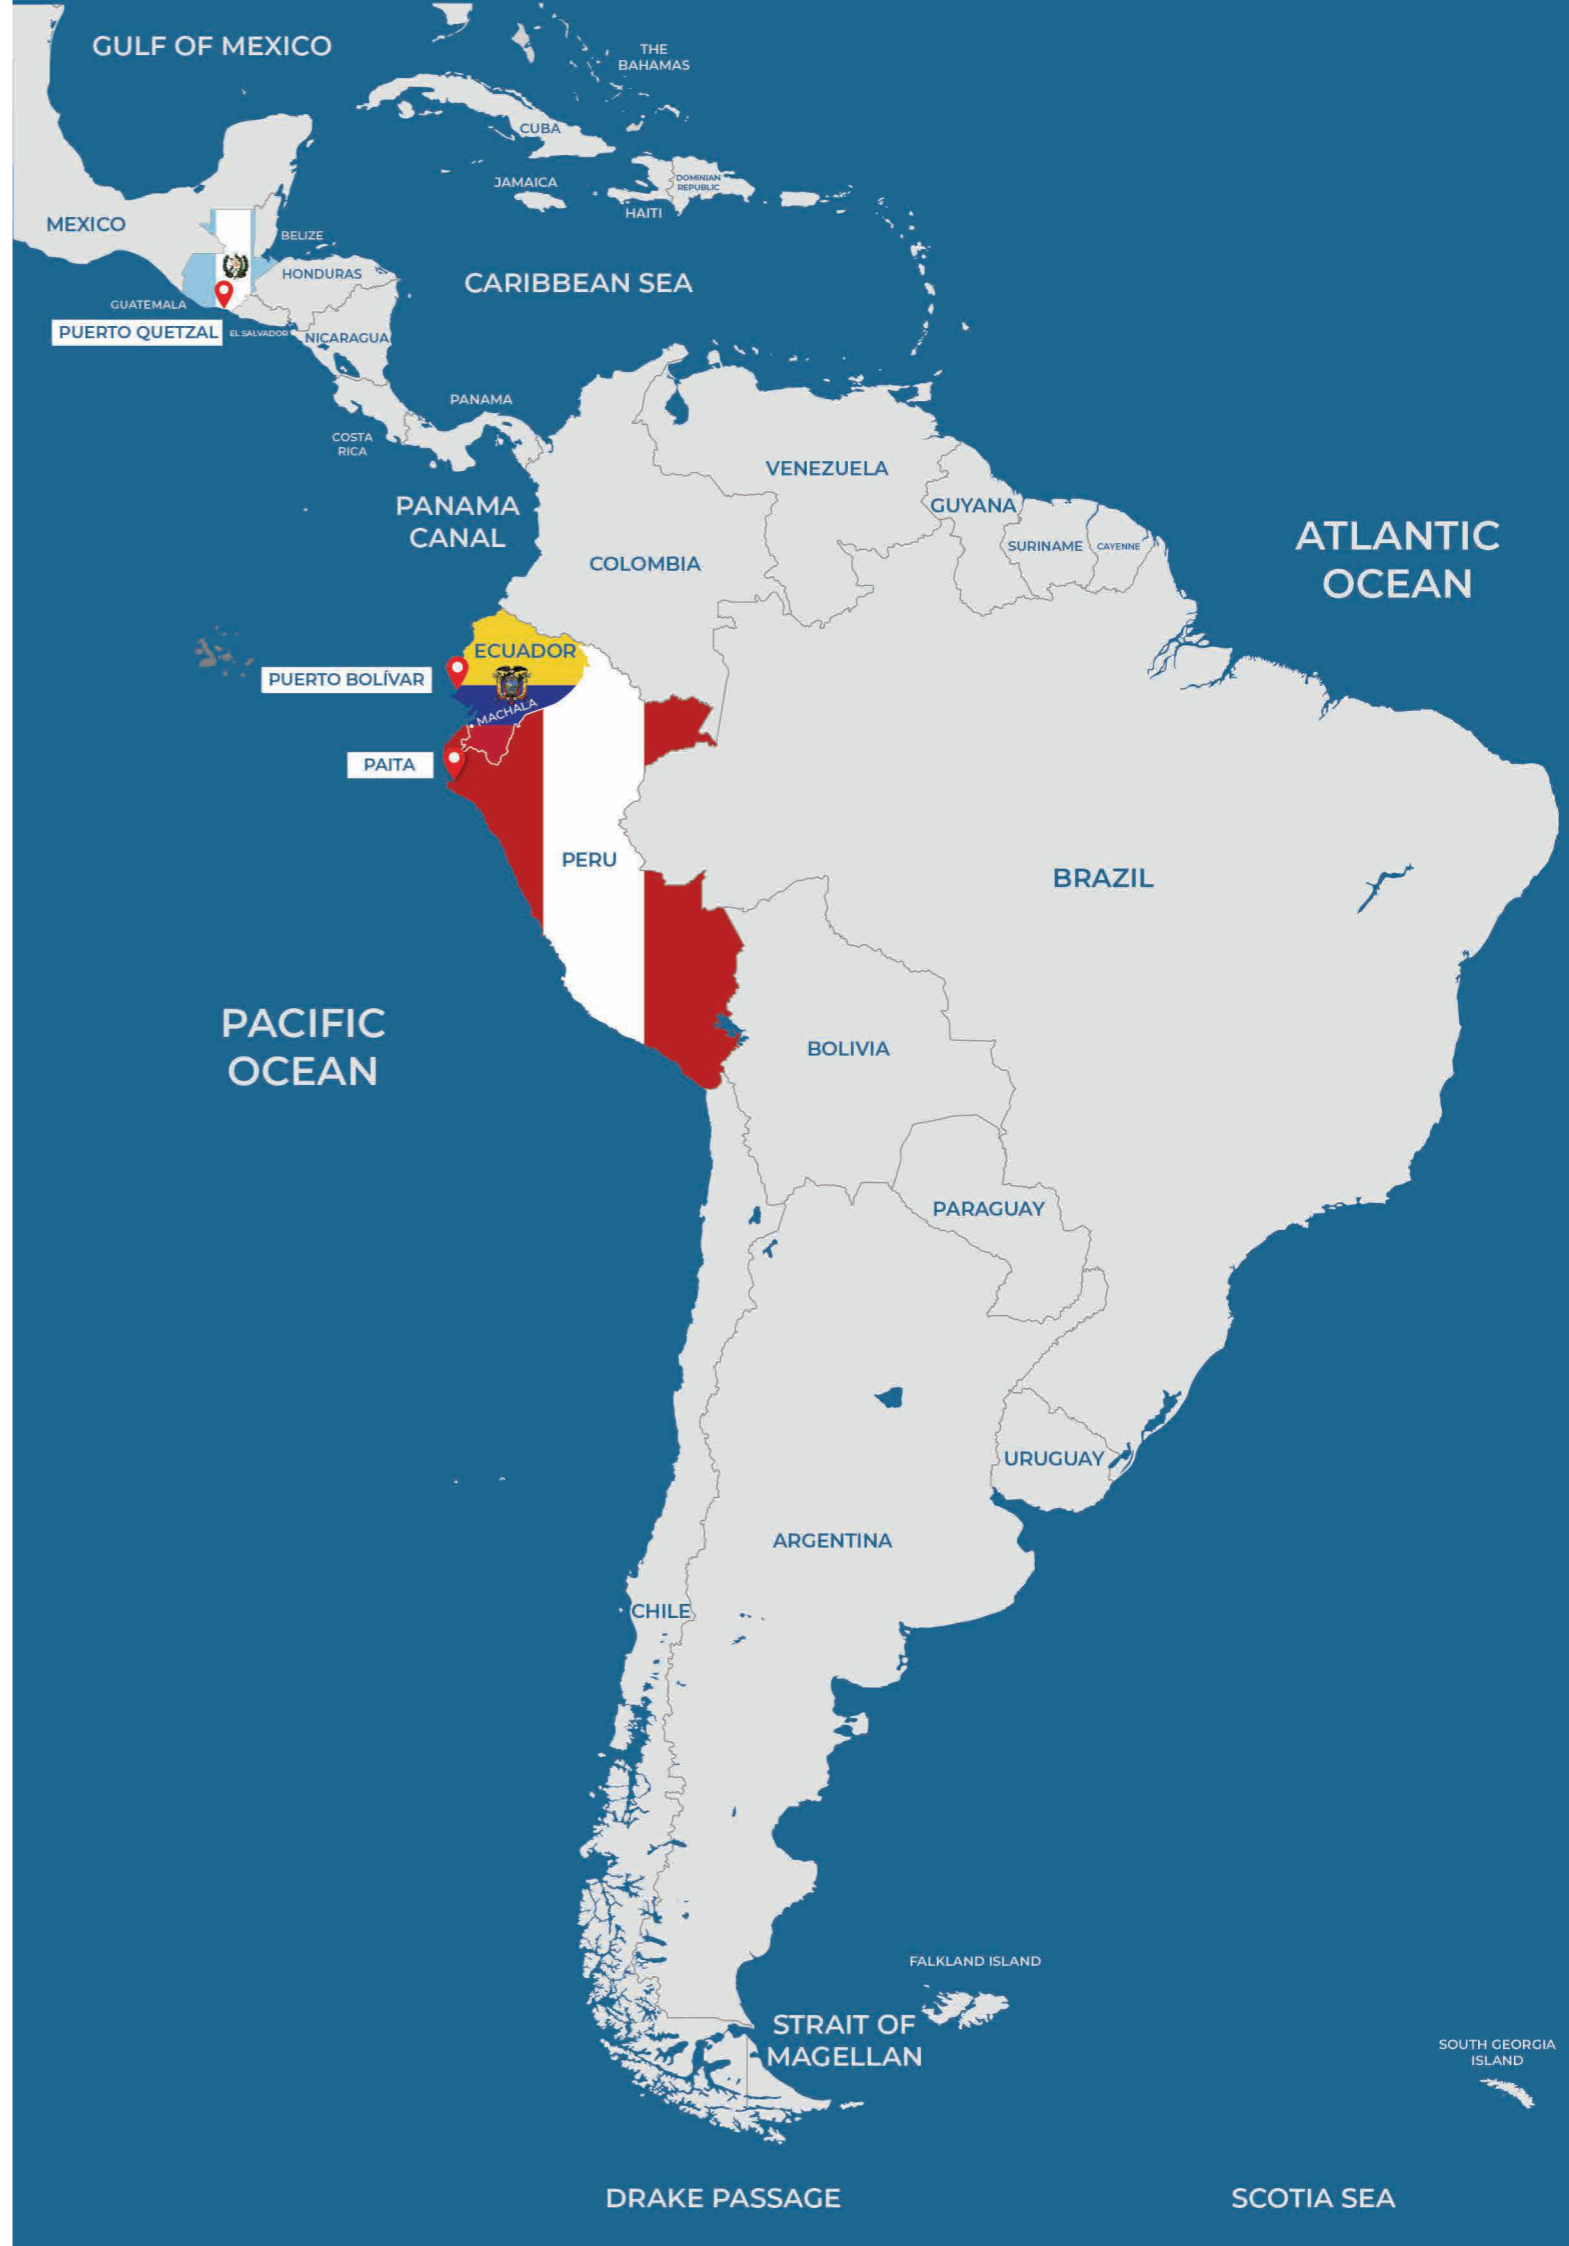 GULF OF MEXICO
THE
BAHAMAS
CUBA
JAMAICA
DOMINIAN
REPUBLIC
HAITI
MEXICO
BELIZE
HONDURAS
CARIBBEAN SEA
GUATEMALA
PUERTO QUETZAL
EL SALVADOR
NICARAGUA
PANAMA
COSTA
RICA
VENEZUELA
PANAMA
CANAL
GUYANA
SURINAME
CAYENNE
COLOMBIA
ATLANTIC
OCEAN
ECUADOR
PUERTO BOLÍVAR
MACHALA
PAITA
PERU
BRAZIL
PACIFIC
OCEAN
BOLIVIA
PARAGUAY
URUGUAY
ARGENTINA
CHILE
FALKLAND ISLAND
STRAIT OF
MAGELLAN
SOUTH GEORGIA
ISLAND
DRAKE PASSAGE
SCOTIA SEA